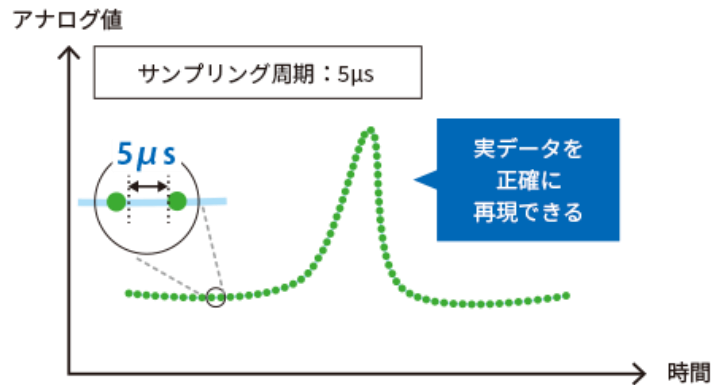 アナログ値
サンプリング周期：5μs
5μs
実データを
正確に
再現できる
時間